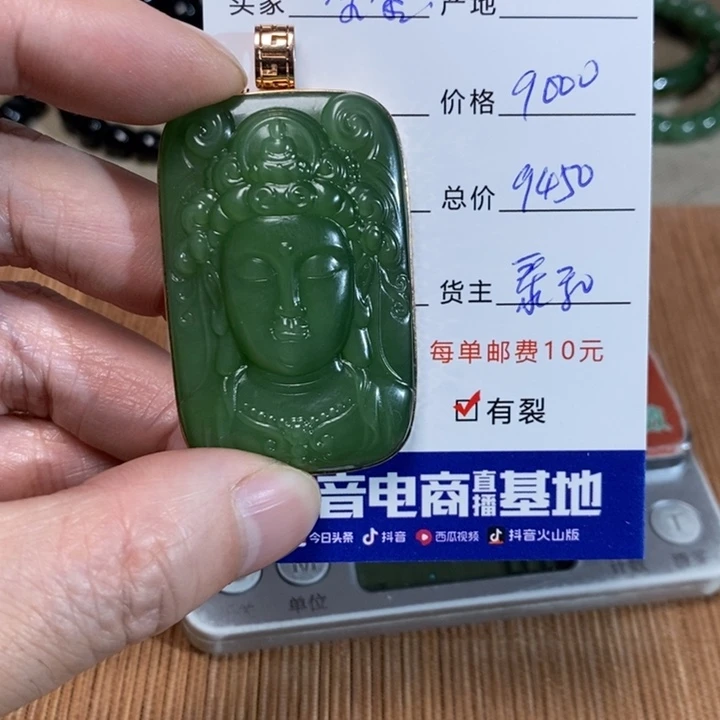 买家 产地
价格 9000
总价 9450
货主
每单邮费10元
有裂
音电商直播基地
今日头条 抖音 西瓜视频 抖音火山版
单位